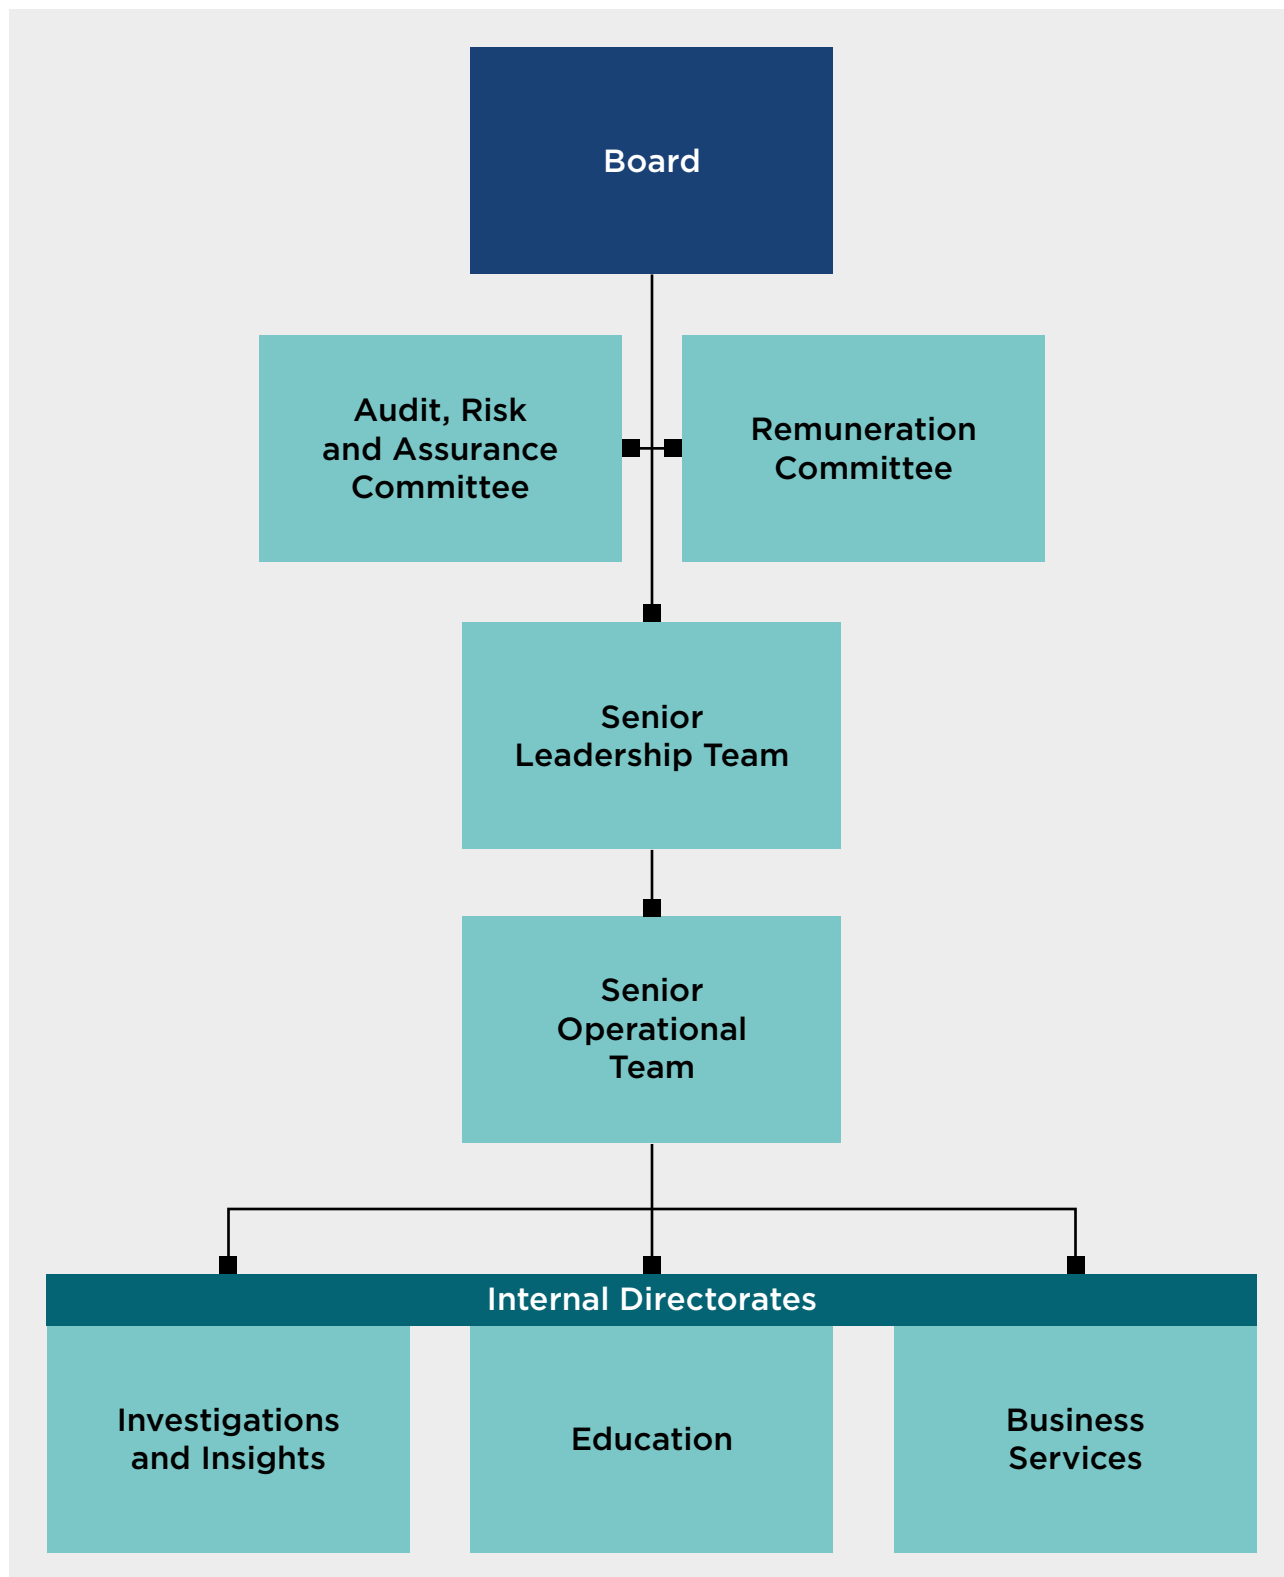 Board
Audit, Risk
and Assurance
Committee
Remuneration
Committee
Senior
Leadership Team
Senior
Operational
Team
Internal Directorates
Investigations
and Insights
Education
Business
Services